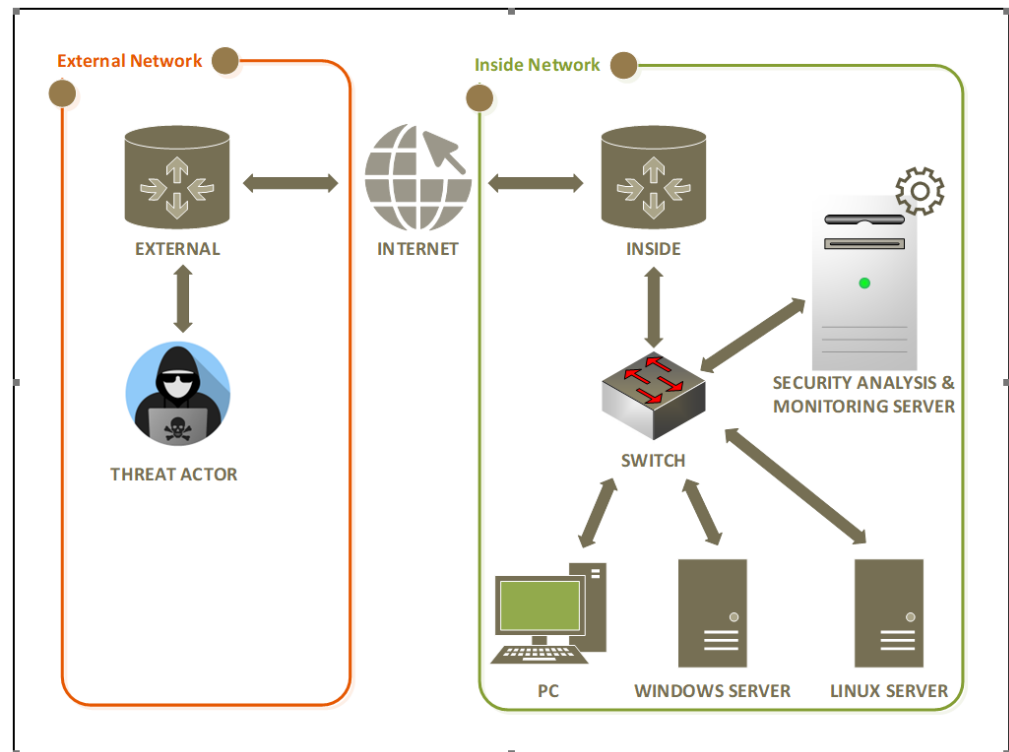 External Network
Inside Network
EXTERNAL
INTERNET
INSIDE
SECURITY ANALYSIS &
MONITORING SERVER
THREAT ACTOR
SWITCH
PC
WINDOWS SERVER
LINUX SERVER